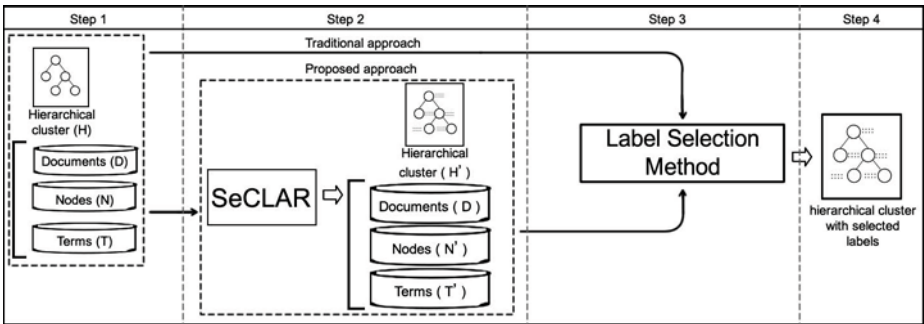 Step 1
Step 2
Step 3
Step 4
Traditional approach
Proposed approach
Hierarchical
cluster (H)
Documents (D)
Nodes (N)
Terms (T)
SeCLAR
Hierarchical
cluster ( H' )
Documents ( D )
Nodes ( N' )
Terms ( T' )
Label Selection
Method
hierarchical cluster
with selected
labels